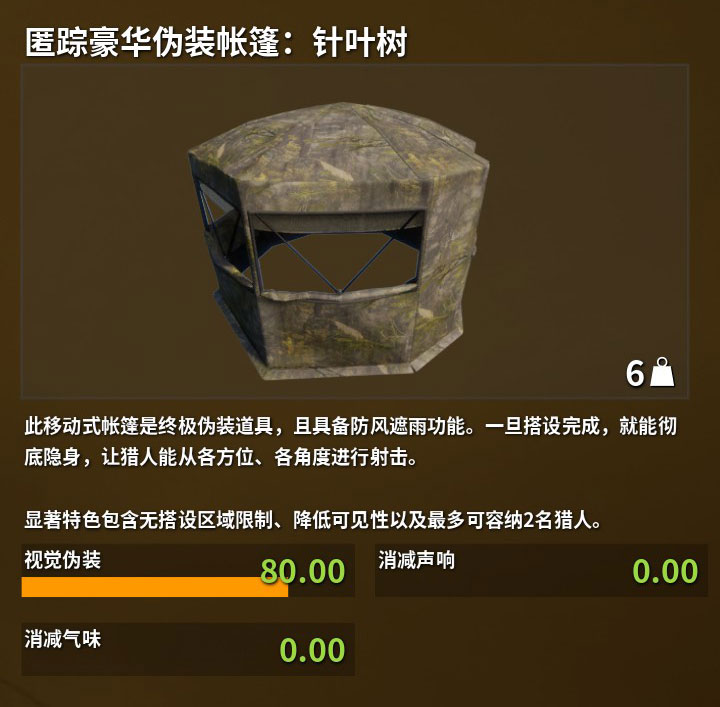 匿踪豪华伪装帐篷：针叶树
6
此移动式帐篷是终极伪装道具，且具备防风遮雨功能。一旦搭设完成，就能彻
底隐身，让猎人能从各方位、各角度进行射击。
显著特色包含无搭设区域限制、降低可见性以及最多可容纳2名猎人。
视觉伪装
80.00
消减声响
0.00
消减气味
0.00